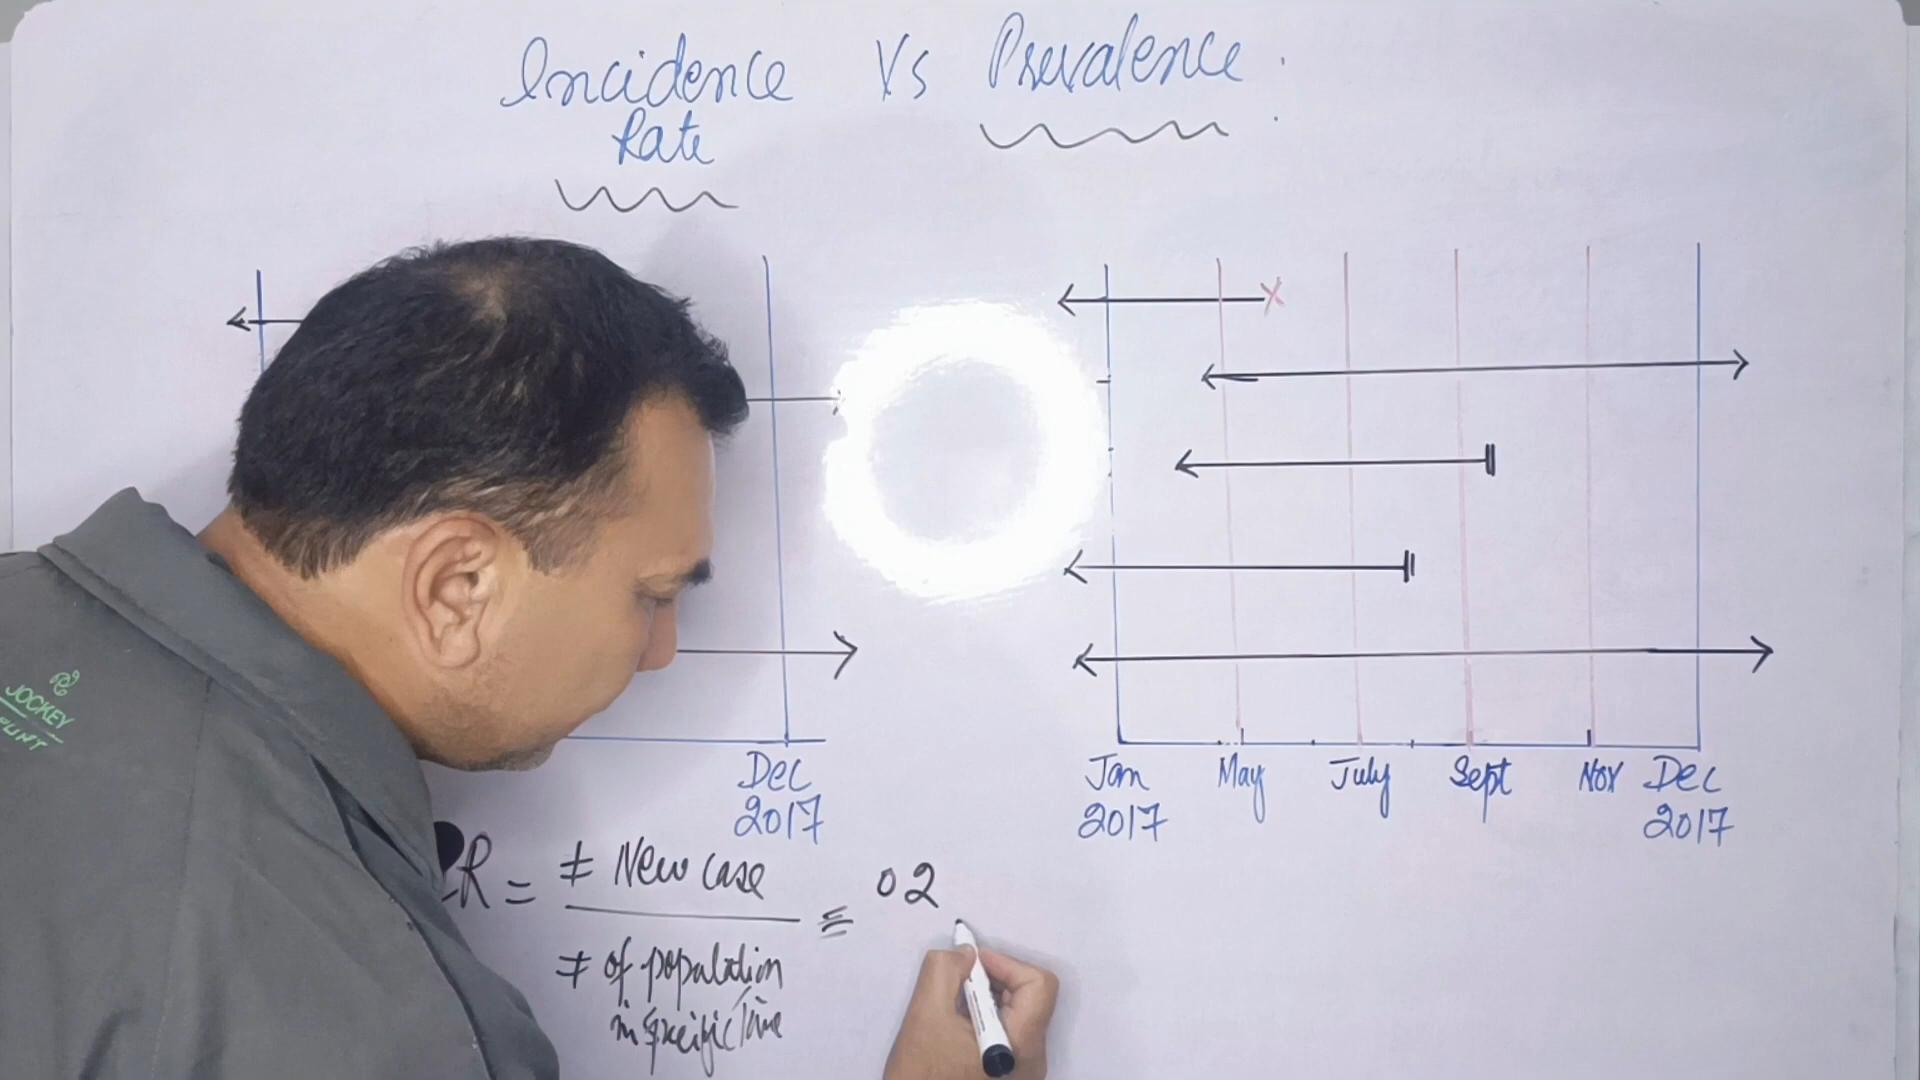 Incidence Vs Prevalence :
Rate
Dec
2017
Jan May July Sept Nov Dec
2017 2017
IR = # New case = 02
# of population
in specific Time
JOCKEY